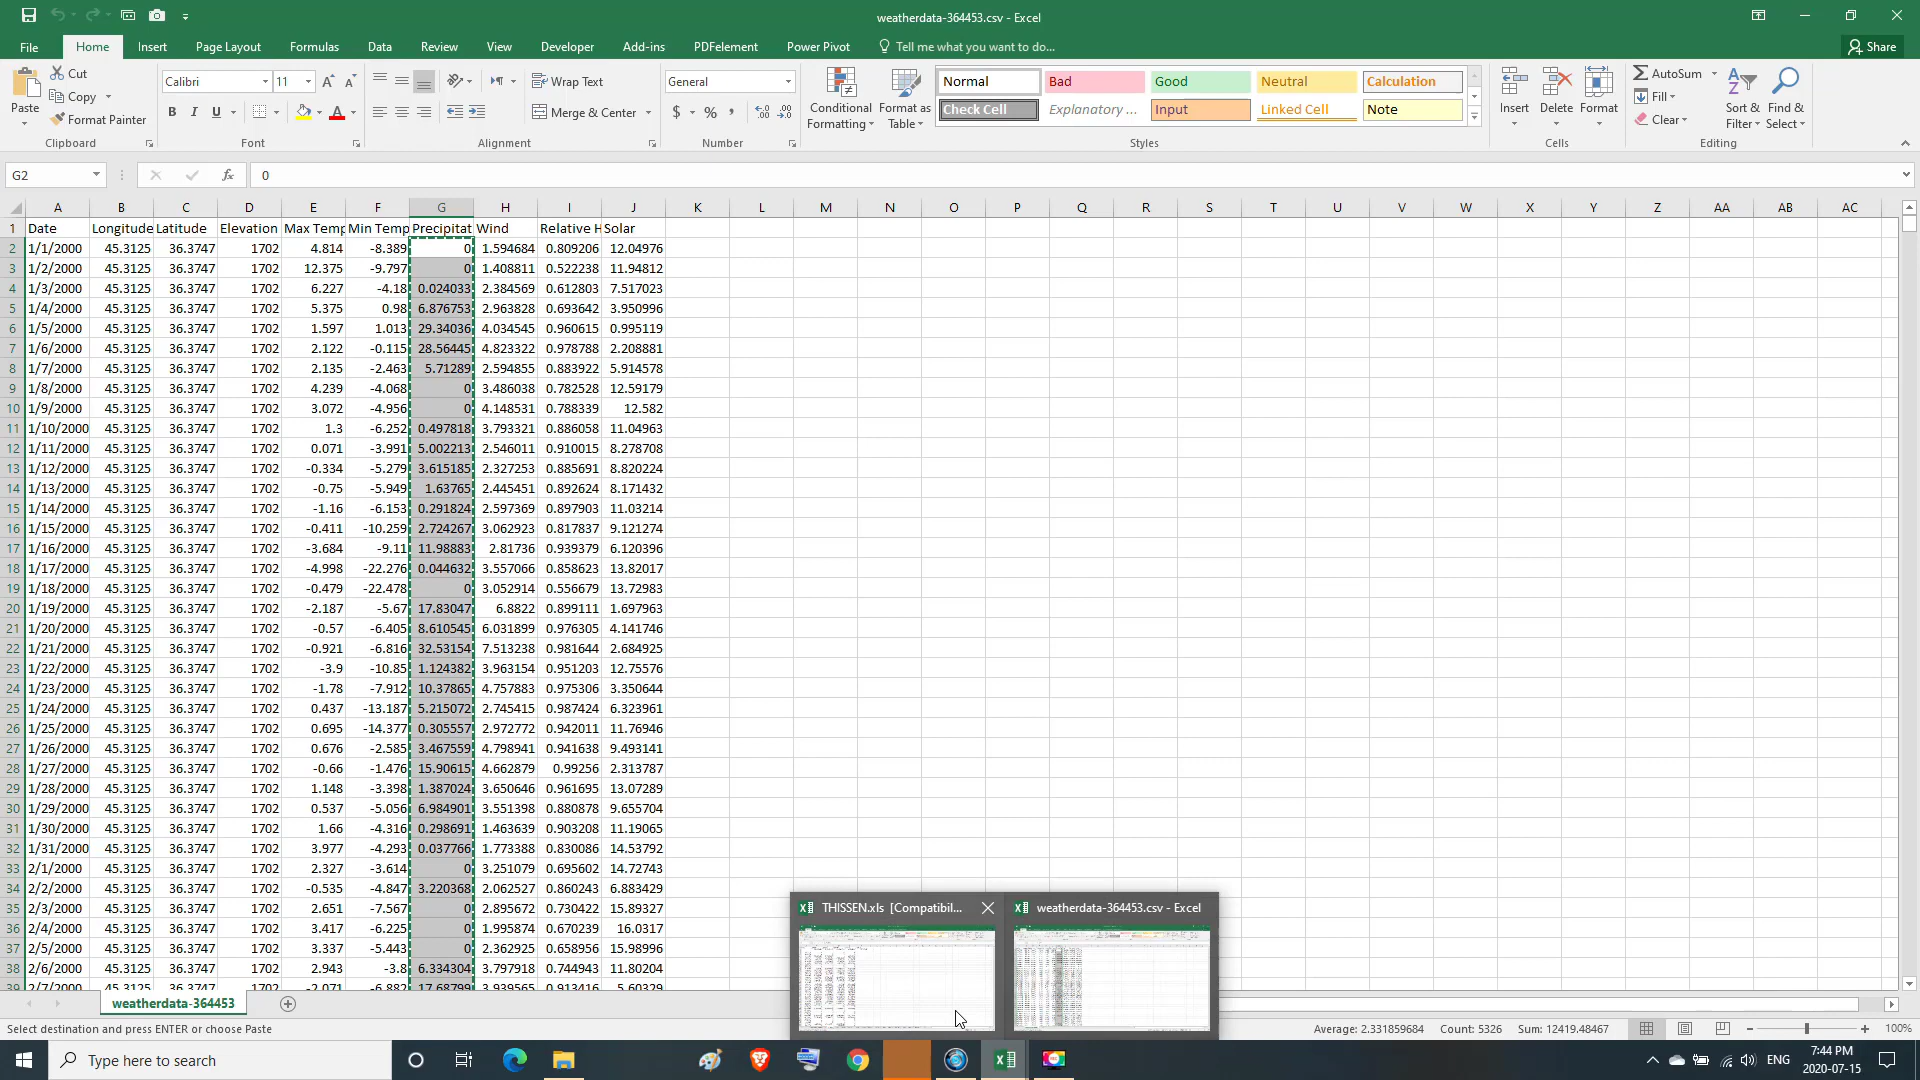 weatherdata-364453.csv - Excel
File Home Insert Page Layout Formulas Data Review View Developer Add-ins PDFelement Power Pivot Tell me what you want to do... Share
Paste Cut Copy Format Painter Clipboard
Calibri 11 B I U Font
Wrap Text Merge & Center Alignment
General $ % , Number
Conditional Formatting Format as Table
Normal Bad Good Neutral Calculation
Check Cell Explanatory ... Input Linked Cell Note
Styles
Insert Delete Format Cells
AutoSum Fill Clear Sort & Filter Find & Select Editing
G2 fx 0
A B C D E F G H I J K L M N O P Q R S T U V W X Y Z AA AB AC
1 Date Longitude Latitude Elevation Max Temp Min Temp Precipitat Wind Relative H Solar
2 1/1/2000 45.3125 36.3747 1702 4.814 -8.389 0 1.594684 0.809206 12.04976
3 1/2/2000 45.3125 36.3747 1702 12.375 -9.797 0 1.408811 0.522238 11.94812
4 1/3/2000 45.3125 36.3747 1702 6.227 -4.18 0.024033 2.384569 0.612803 7.517023
5 1/4/2000 45.3125 36.3747 1702 5.375 0.98 6.876753 2.963828 0.693642 3.950996
6 1/5/2000 45.3125 36.3747 1702 1.597 1.013 29.34036 4.034545 0.960615 0.995119
7 1/6/2000 45.3125 36.3747 1702 2.122 -0.115 28.56445 4.823322 0.978788 2.208881
8 1/7/2000 45.3125 36.3747 1702 2.135 -2.463 5.71289 2.594855 0.883922 5.914578
9 1/8/2000 45.3125 36.3747 1702 4.239 -4.068 0 3.486038 0.782528 12.59179
10 1/9/2000 45.3125 36.3747 1702 3.072 -4.956 0 4.148531 0.788339 12.582
11 1/10/2000 45.3125 36.3747 1702 1.3 -6.252 0.497818 3.793321 0.886058 11.04963
12 1/11/2000 45.3125 36.3747 1702 0.071 -3.991 5.002213 2.546011 0.910015 8.278708
13 1/12/2000 45.3125 36.3747 1702 -0.334 -5.279 3.615185 2.327253 0.885691 8.820224
14 1/13/2000 45.3125 36.3747 1702 -0.75 -5.949 1.63765 2.445451 0.892624 8.171432
15 1/14/2000 45.3125 36.3747 1702 -1.16 -6.153 0.291824 2.597369 0.897903 11.03214
16 1/15/2000 45.3125 36.3747 1702 -0.411 -10.259 2.724267 3.062923 0.817837 9.121274
17 1/16/2000 45.3125 36.3747 1702 -3.684 -9.11 11.98883 2.81736 0.939379 6.120396
18 1/17/2000 45.3125 36.3747 1702 -4.998 -22.276 0.044632 3.557066 0.858623 13.82017
19 1/18/2000 45.3125 36.3747 1702 -0.479 -22.478 0 3.052914 0.556679 13.72983
20 1/19/2000 45.3125 36.3747 1702 -2.187 -5.67 17.83047 6.8822 0.899111 1.697963
21 1/20/2000 45.3125 36.3747 1702 -0.57 -6.405 8.610545 6.031899 0.976305 4.141746
22 1/21/2000 45.3125 36.3747 1702 -0.921 -6.816 32.53154 7.513238 0.981644 2.684925
23 1/22/2000 45.3125 36.3747 1702 -3.9 -10.85 1.124382 3.963154 0.951203 12.75576
24 1/23/2000 45.3125 36.3747 1702 -1.78 -7.912 10.37865 4.757883 0.975306 3.350644
25 1/24/2000 45.3125 36.3747 1702 0.437 -13.187 5.215072 2.745415 0.987424 6.323961
26 1/25/2000 45.3125 36.3747 1702 0.695 -14.377 0.305557 2.972772 0.942011 11.76946
27 1/26/2000 45.3125 36.3747 1702 0.676 -2.585 3.467559 4.798941 0.941638 9.493141
28 1/27/2000 45.3125 36.3747 1702 -0.66 -1.476 15.90615 4.662879 0.99256 2.313787
29 1/28/2000 45.3125 36.3747 1702 1.148 -3.398 1.387024 3.650646 0.961695 13.07289
30 1/29/2000 45.3125 36.3747 1702 0.537 -5.056 6.984901 3.551398 0.880878 9.655704
31 1/30/2000 45.3125 36.3747 1702 1.66 -4.316 0.298691 1.463639 0.903208 11.19065
32 1/31/2000 45.3125 36.3747 1702 3.977 -4.293 0.037766 1.773388 0.830086 14.53792
33 2/1/2000 45.3125 36.3747 1702 2.327 -3.614 0 3.251079 0.695602 14.72743
34 2/2/2000 45.3125 36.3747 1702 -0.535 -4.847 3.220368 2.062527 0.860243 6.883429
35 2/3/2000 45.3125 36.3747 1702 2.651 -7.567 0 2.895672 0.730422 15.89327
36 2/4/2000 45.3125 36.3747 1702 3.417 -6.225 0 1.995874 0.670239 16.0317
37 2/5/2000 45.3125 36.3747 1702 3.337 -5.443 0 2.362925 0.658956 15.98996
38 2/6/2000 45.3125 36.3747 1702 2.943 -3.8 6.334304 3.797918 0.744943 11.80204
39 2/7/2000 45.3125 36.3747 1702 -2.071 -6.882 17.68799 3.939565 0.913416 5.60329
THISSEN.xls [Compatibil... weatherdata-364453.csv - Excel
weatherdata-364453
Select destination and press ENTER or choose Paste Average: 2.331859684 Count: 5326 Sum: 12419.48467 100%
Type here to search ENG 7:44 PM
2020-07-15